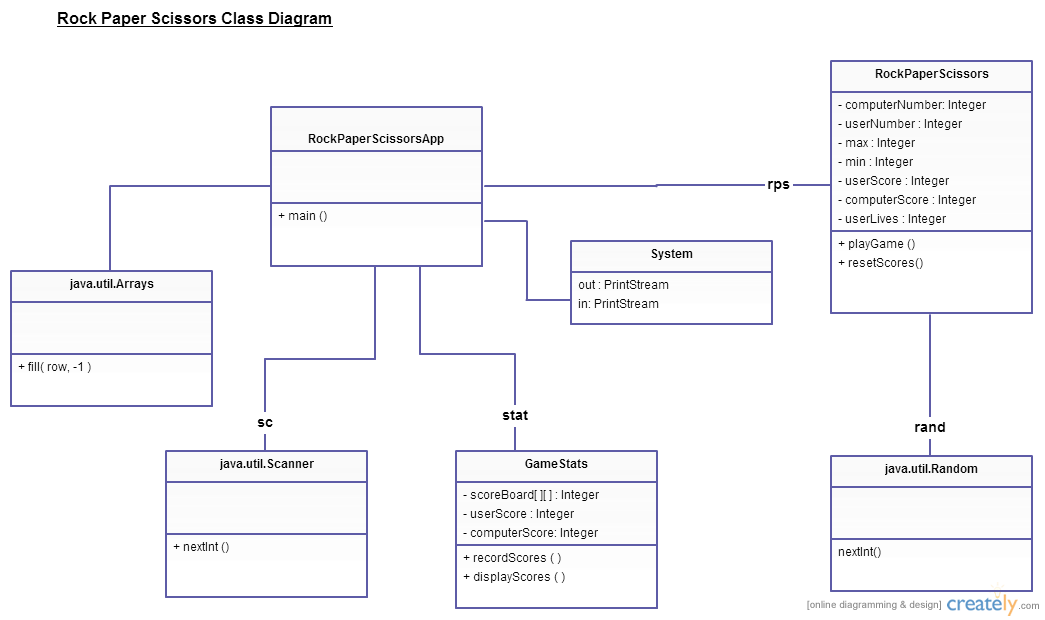 Rock Paper Scissors Class Diagram
RockPaperScissorsApp
+ main ()
rps
RockPaperScissors
- computerNumber: Integer
- userNumber : Integer
- max : Integer
- min : Integer
- userScore : Integer
- computerScore : Integer
- userLives : Integer
+ playGame ()
+ resetScores()
System
out : PrintStream
in: PrintStream
java.util.Arrays
+ fill( row, -1 )
sc
java.util.Scanner
+ nextInt ()
stat
GameStats
- scoreBoard[ ][ ] : Integer
- userScore : Integer
- computerScore: Integer
+ recordScores ( )
+ displayScores ( )
rand
java.util.Random
nextInt()
[online diagramming & design] creately.com